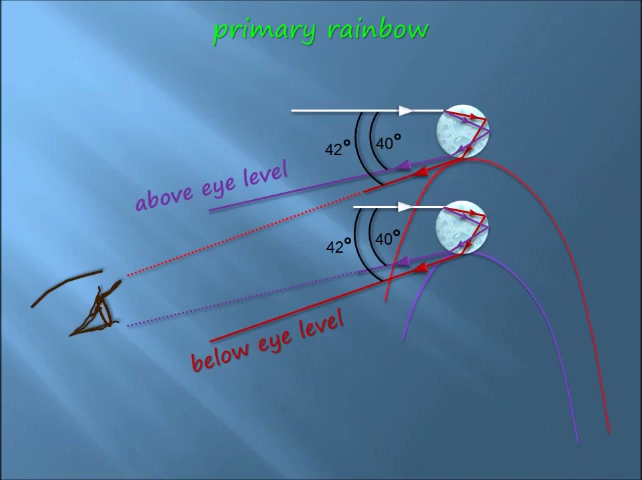 primary rainbow
42° 40°
above eye level
42° 40°
below eye level